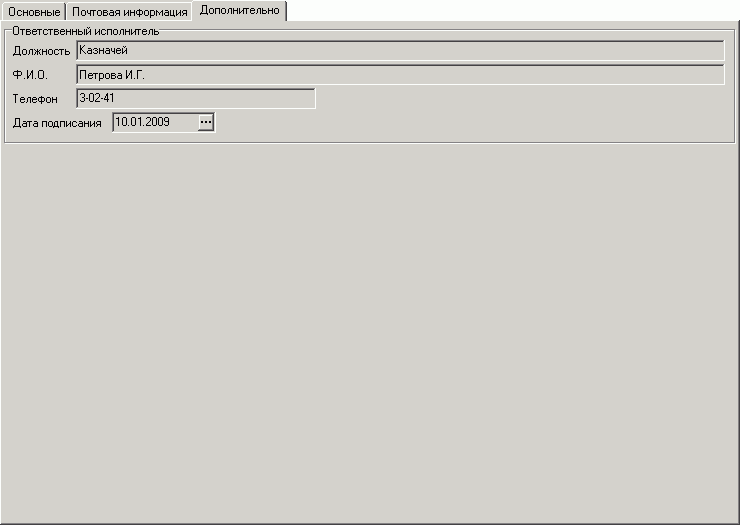 Основные Почтовая информация Дополнительно
Ответственный исполнитель
Должность Казначей
Ф.И.О. Петрова И.Г.
Телефон 3-02-41
Дата подписания 10.01.2009 ...